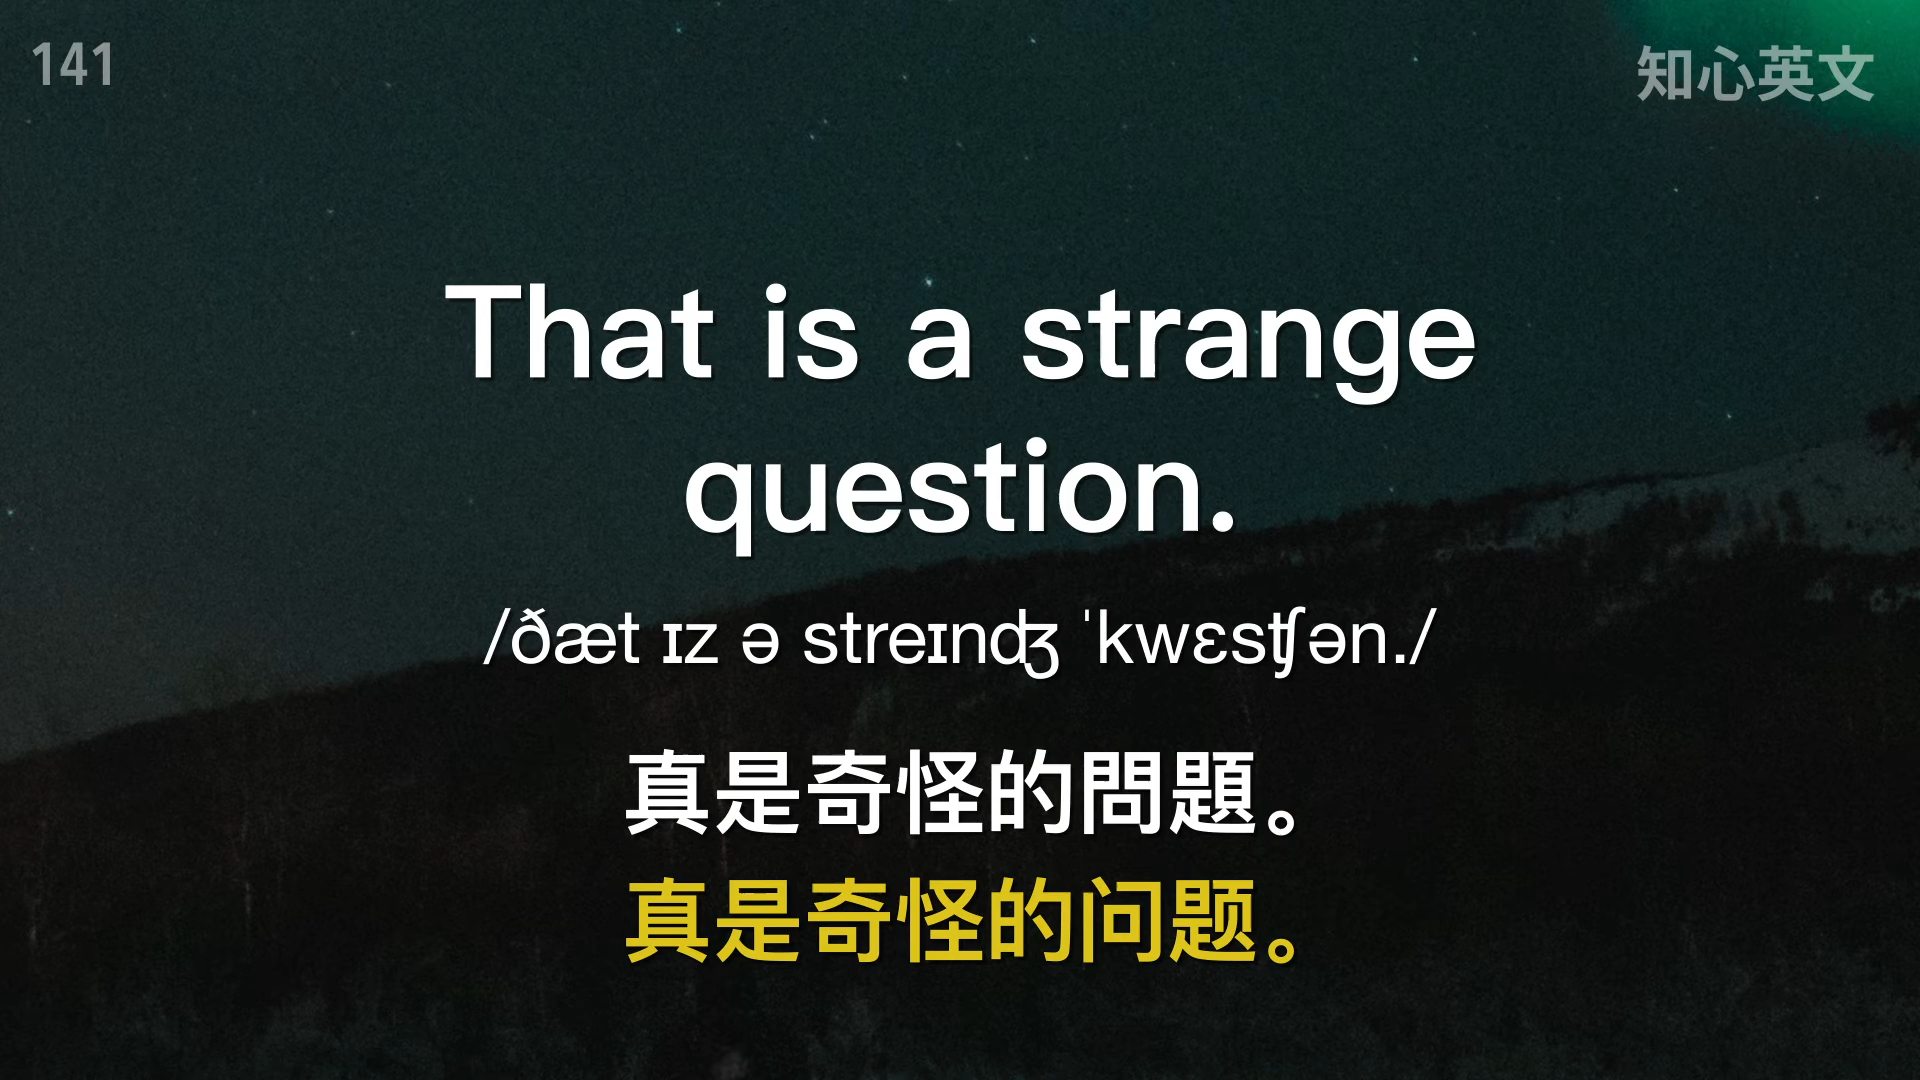 141
知心英文
That is a strange
question.
/ðæt ɪz ə streɪnʤ ˈkwɛsʧən./
真是奇怪的問題。
真是奇怪的问题。